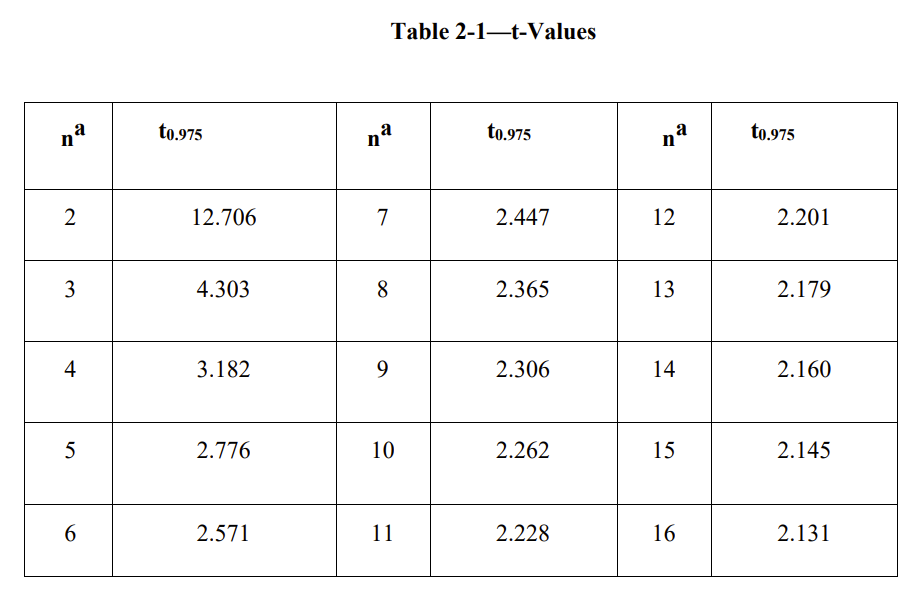 Table 2-1—t-Values
nᵃ t₀.₉₇₅ nᵃ t₀.₉₇₅ nᵃ t₀.₉₇₅
2 12.706 7 2.447 12 2.201
3 4.303 8 2.365 13 2.179
4 3.182 9 2.306 14 2.160
5 2.776 10 2.262 15 2.145
6 2.571 11 2.228 16 2.131